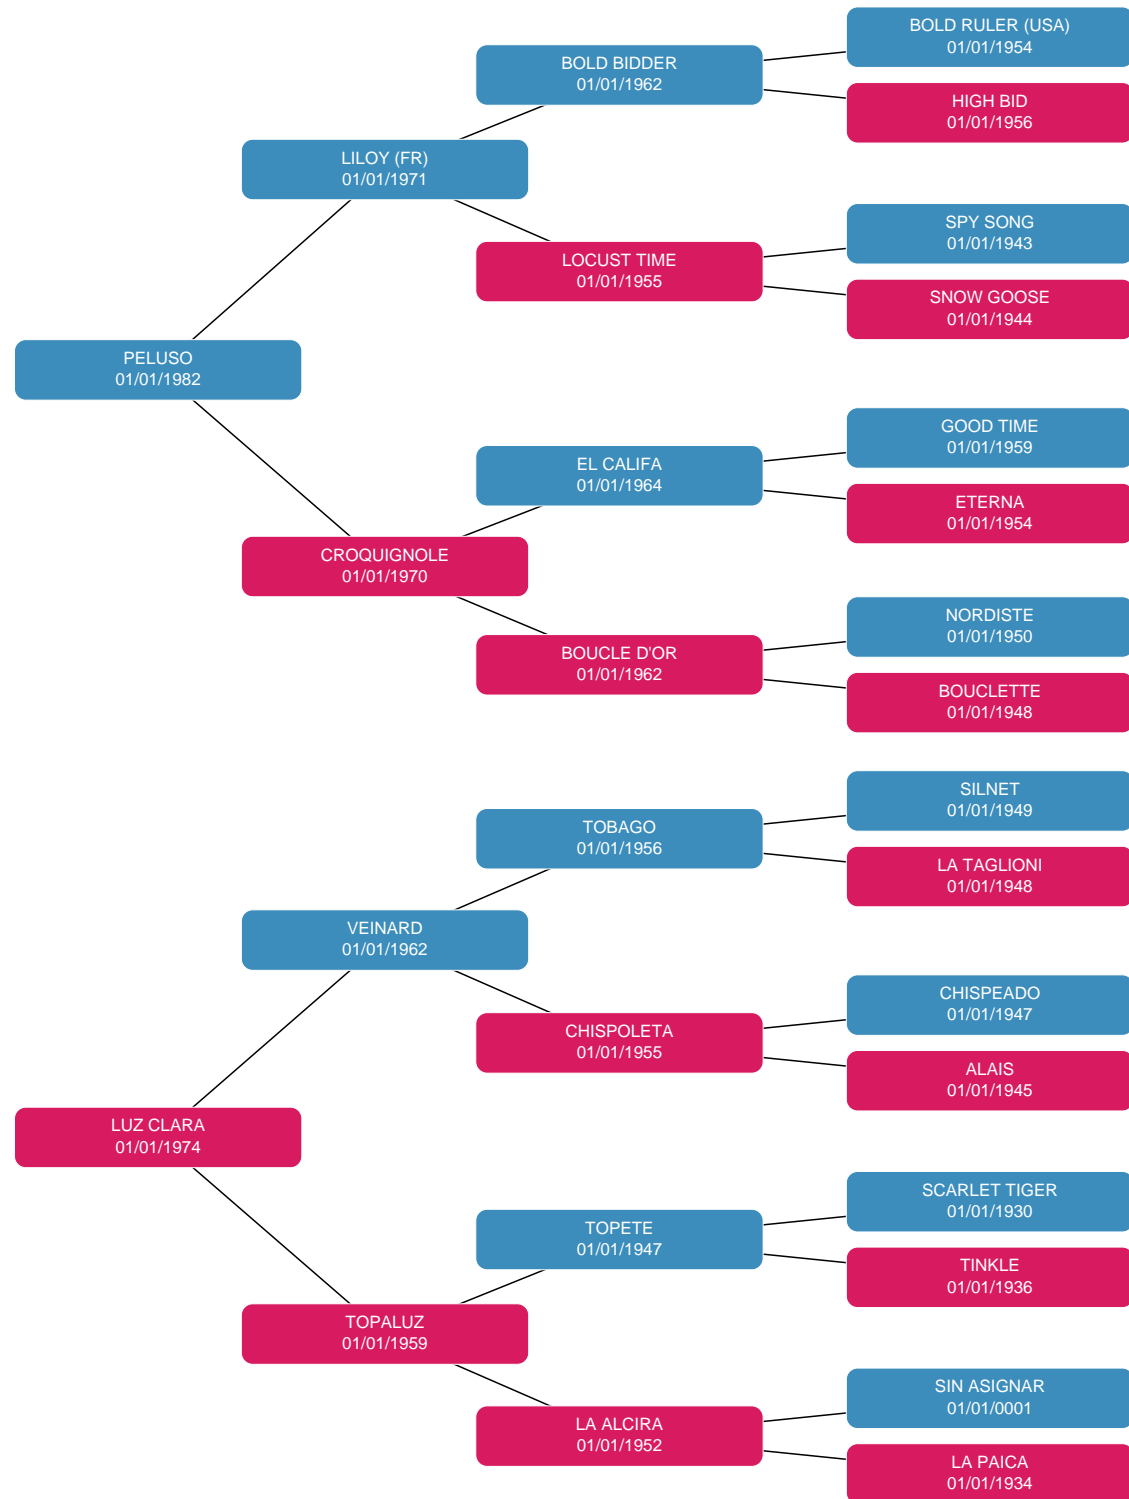 BOLD RULER (USA)
01/01/1954
BOLD BIDDER
01/01/1962
HIGH BID
01/01/1956
LILOY (FR)
01/01/1971
SPY SONG
01/01/1943
LOCUST TIME
01/01/1955
SNOW GOOSE
01/01/1944
PELUSO
01/01/1982
GOOD TIME
01/01/1959
EL CALIFA
01/01/1964
ETERNA
01/01/1954
CROQUIGNOLE
01/01/1970
NORDISTE
01/01/1950
BOUCLE D'OR
01/01/1962
BOUCLETTE
01/01/1948
SILNET
01/01/1949
TOBAGO
01/01/1956
LA TAGLIONI
01/01/1948
VEINARD
01/01/1962
CHISPEADO
01/01/1947
CHISPOLETA
01/01/1955
ALAIS
01/01/1945
LUZ CLARA
01/01/1974
SCARLET TIGER
01/01/1930
TOPETE
01/01/1947
TINKLE
01/01/1936
TOPALUZ
01/01/1959
SIN ASIGNAR
01/01/0001
LA ALCIRA
01/01/1952
LA PAICA
01/01/1934